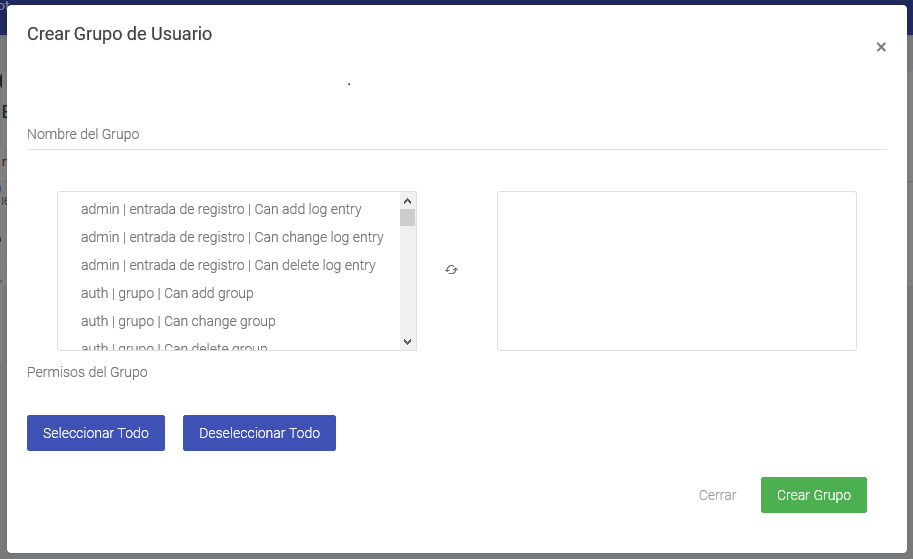 Crear Grupo de Usuario
×
.
Nombre del Grupo
admin | entrada de registro | Can add log entry
admin | entrada de registro | Can change log entry
admin | entrada de registro | Can delete log entry
auth | grupo | Can add group
auth | grupo | Can change group
auth | grupo | Can delete group
Permisos del Grupo
Seleccionar Todo
Deseleccionar Todo
Cerrar
Crear Grupo